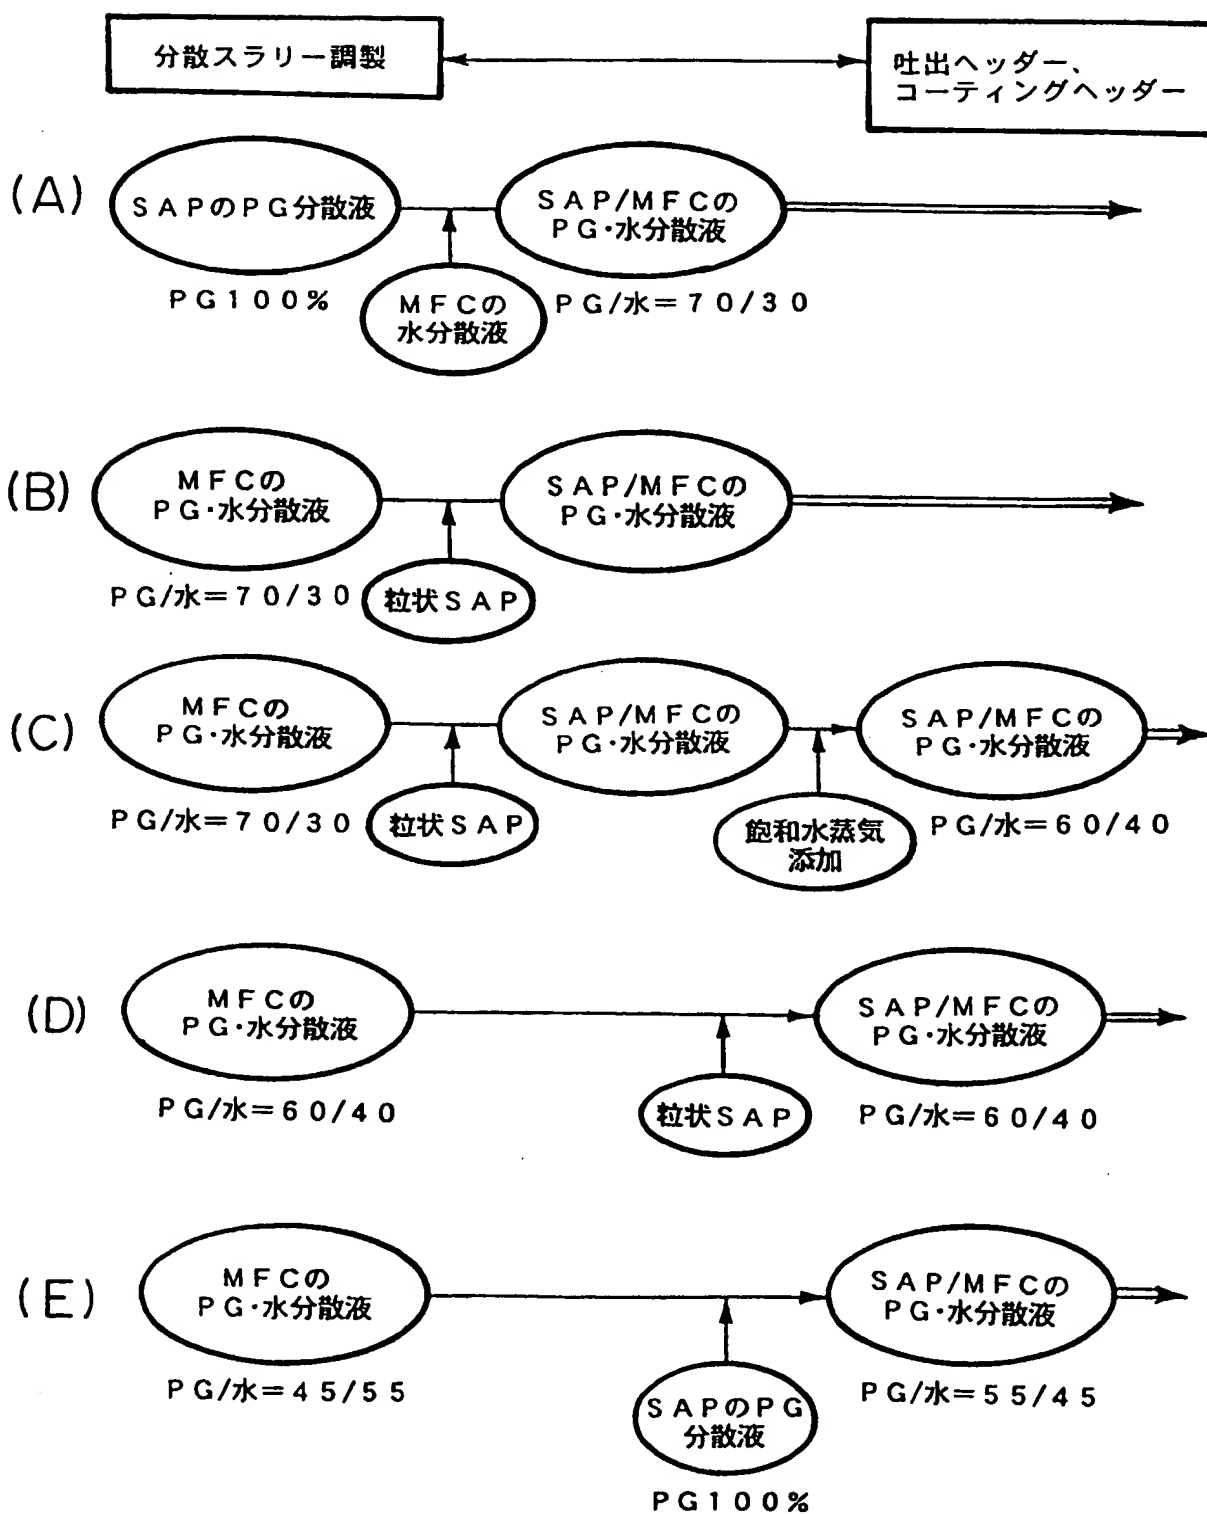 分散スラリー調製
吐出ヘッダー、
コーティングヘッダー
(A)
SAPのPG分散液
SAP/MFCの
PG・水分散液
PG100%
MFCの
水分散液
PG/水=70/30
(B)
MFCの
PG・水分散液
SAP/MFCの
PG・水分散液
PG/水=70/30
粒状SAP
(C)
MFCの
PG・水分散液
SAP/MFCの
PG・水分散液
SAP/MFCの
PG・水分散液
PG/水=70/30
粒状SAP
飽和水蒸気
添加
PG/水=60/40
(D)
MFCの
PG・水分散液
SAP/MFCの
PG・水分散液
PG/水=60/40
粒状SAP
PG/水=60/40
(E)
MFCの
PG・水分散液
SAP/MFCの
PG・水分散液
PG/水=45/55
SAPのPG
分散液
PG/水=55/45
PG100%